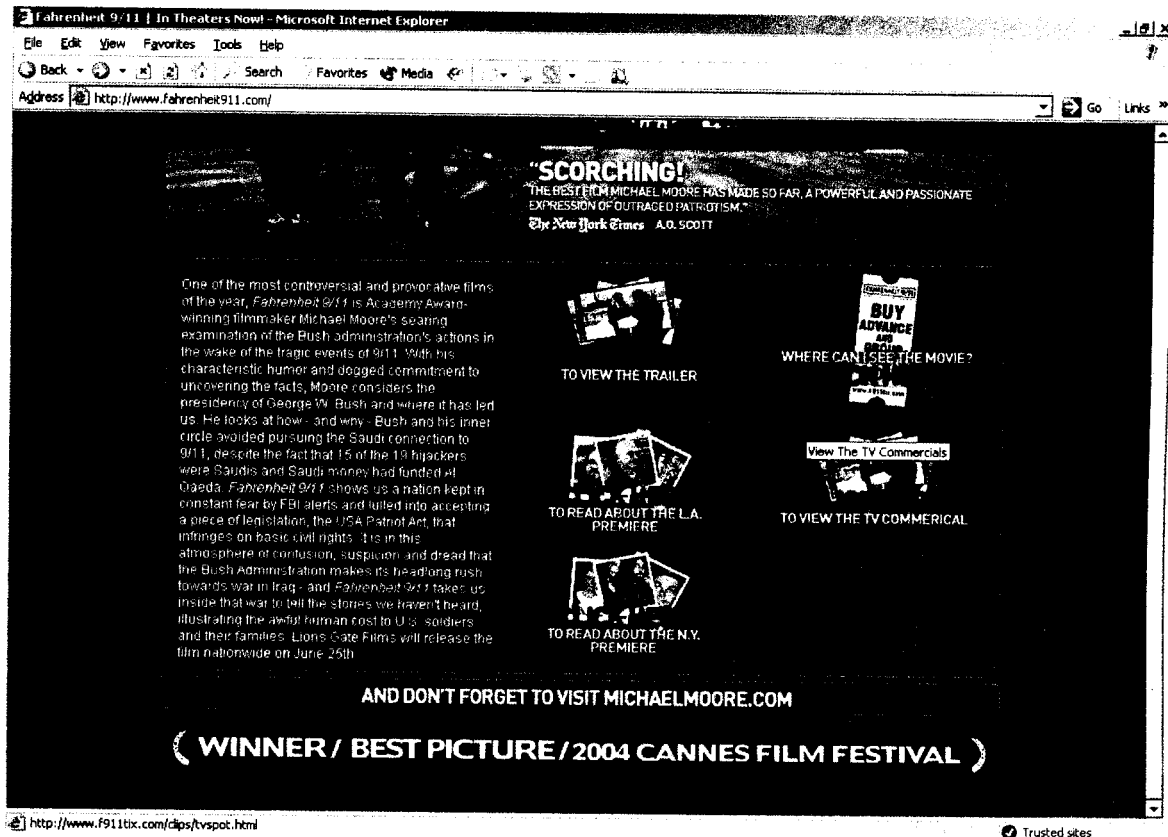 Fahrenheit 9/11 | In Theaters Now! - Microsoft Internet Explorer
File Edit View Favorites Tools Help
Back Search Favorites Media
Address http://www.fahrenheit911.com/ Go Links »
"SCORCHING!
THE BEST FILM MICHAEL MOORE HAS MADE SO FAR, A POWERFUL AND PASSIONATE
EXPRESSION OF OUTRAGED PATRIOTISM."
The New York Times A.O. SCOTT
One of the most controversial and provocative films
of the year, Fahrenheit 9/11 is Academy Award-
winning filmmaker Michael Moore's searing
examination of the Bush administration's actions in
the wake of the tragic events of 9/11. With his
characteristic humor and dogged commitment to
uncovering the facts, Moore considers the
presidency of George W. Bush and where it has led
us. He looks at how - and why - Bush and his inner
circle avoided pursuing the Saudi connection to
9/11, despite the fact that 15 of the 19 hijackers
were Saudis and Saudi money had funded Al
Qaeda. Fahrenheit 9/11 shows us a nation kept in
constant fear by FBI alerts and lulled into accepting
a piece of legislation, the USA Patriot Act, that
infringes on basic civil rights. It is in this
atmosphere of confusion, suspicion and dread that
the Bush Administration makes its headlong rush
towards war in Iraq - and Fahrenheit 9/11 takes us
inside that war to tell the stories we haven't heard,
illustrating the awful human cost to U.S. soldiers
and their families. Lions Gate Films will release the
film nationwide on June 25th
TO VIEW THE TRAILER
BUY
ADVANCE
AND
WHERE CAN I SEE THE MOVIE?
TO READ ABOUT THE L.A.
PREMIERE
View The TV Commercials
TO VIEW THE TV COMMERICAL
TO READ ABOUT THE N.Y.
PREMIERE
AND DON'T FORGET TO VISIT MICHAELMOORE.COM
WINNER / BEST PICTURE / 2004 CANNES FILM FESTIVAL
http://www.f911tix.com/clips/tvspot.html
Trusted sites